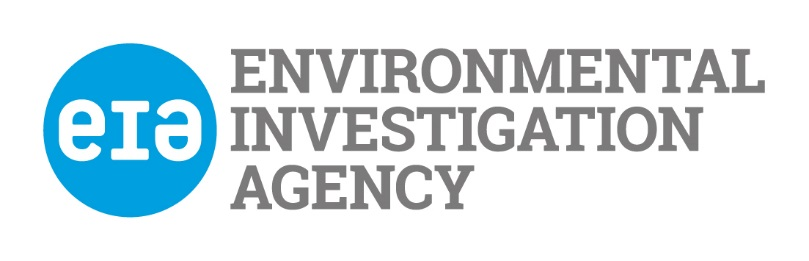 eia
ENVIRONMENTAL
INVESTIGATION
AGENCY